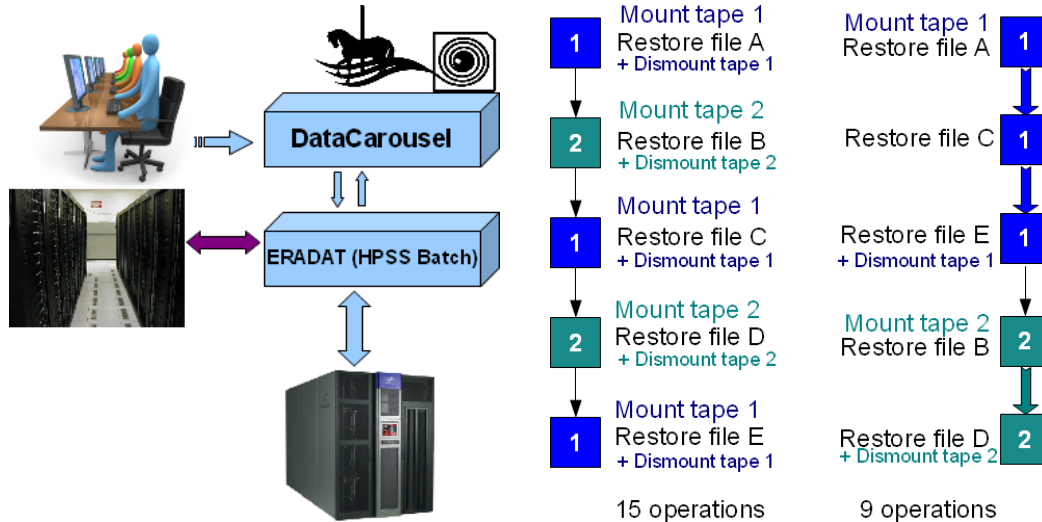 DataCarousel
ERADAT (HPSS Batch)
1
Mount tape 1
Restore file A
+ Dismount tape 1
2
Mount tape 2
Restore file B
+ Dismount tape 2
1
Mount tape 1
Restore file C
+ Dismount tape 1
2
Mount tape 2
Restore file D
+ Dismount tape 2
1
Mount tape 1
Restore file E
+ Dismount tape 1
15 operations
Mount tape 1
Restore file A
1
Restore file C
1
Restore file E
+ Dismount tape 1
1
Mount tape 2
Restore file B
2
Restore file D
+ Dismount tape 2
2
9 operations